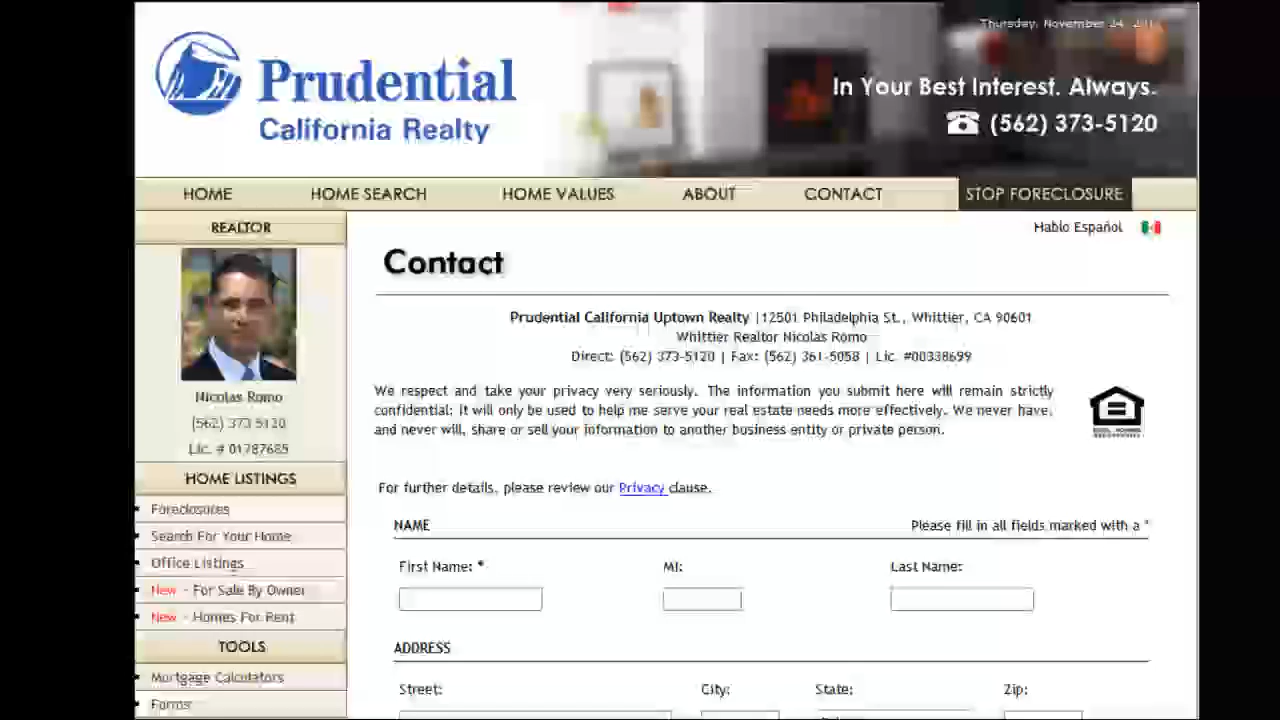 Thursday, November 24, 201
Prudential
California Realty
In Your Best Interest. Always.
(562) 373-5120
HOME HOME SEARCH HOME VALUES ABOUT CONTACT STOP FORECLOSURE
REALTOR
Hablo Español
Contact
Prudential California Uptown Realty |12501 Philadelphia St., Whittier, CA 90601
Whittier Realtor Nicolas Romo
Direct: (562) 373-5120 | Fax: (562) 361-5058 | Lic. #00338699
Nicolas Romo
(562) 373 5120
Lic. # 01787685
We respect and take your privacy very seriously. The information you submit here will remain strictly
confidential; it will only be used to help me serve your real estate needs more effectively. We never have,
and never will, share or sell your information to another business entity or private person.
HOME LISTINGS
Foreclosures
Search For Your Home
Office Listings
New - For Sale By Owner
New - Homes For Rent
TOOLS
Mortgage Calculators
Forms
For further details, please review our Privacy clause.
NAME Please fill in all fields marked with a *
First Name: * MI: Last Name:
ADDRESS
Street: City: State: Zip: